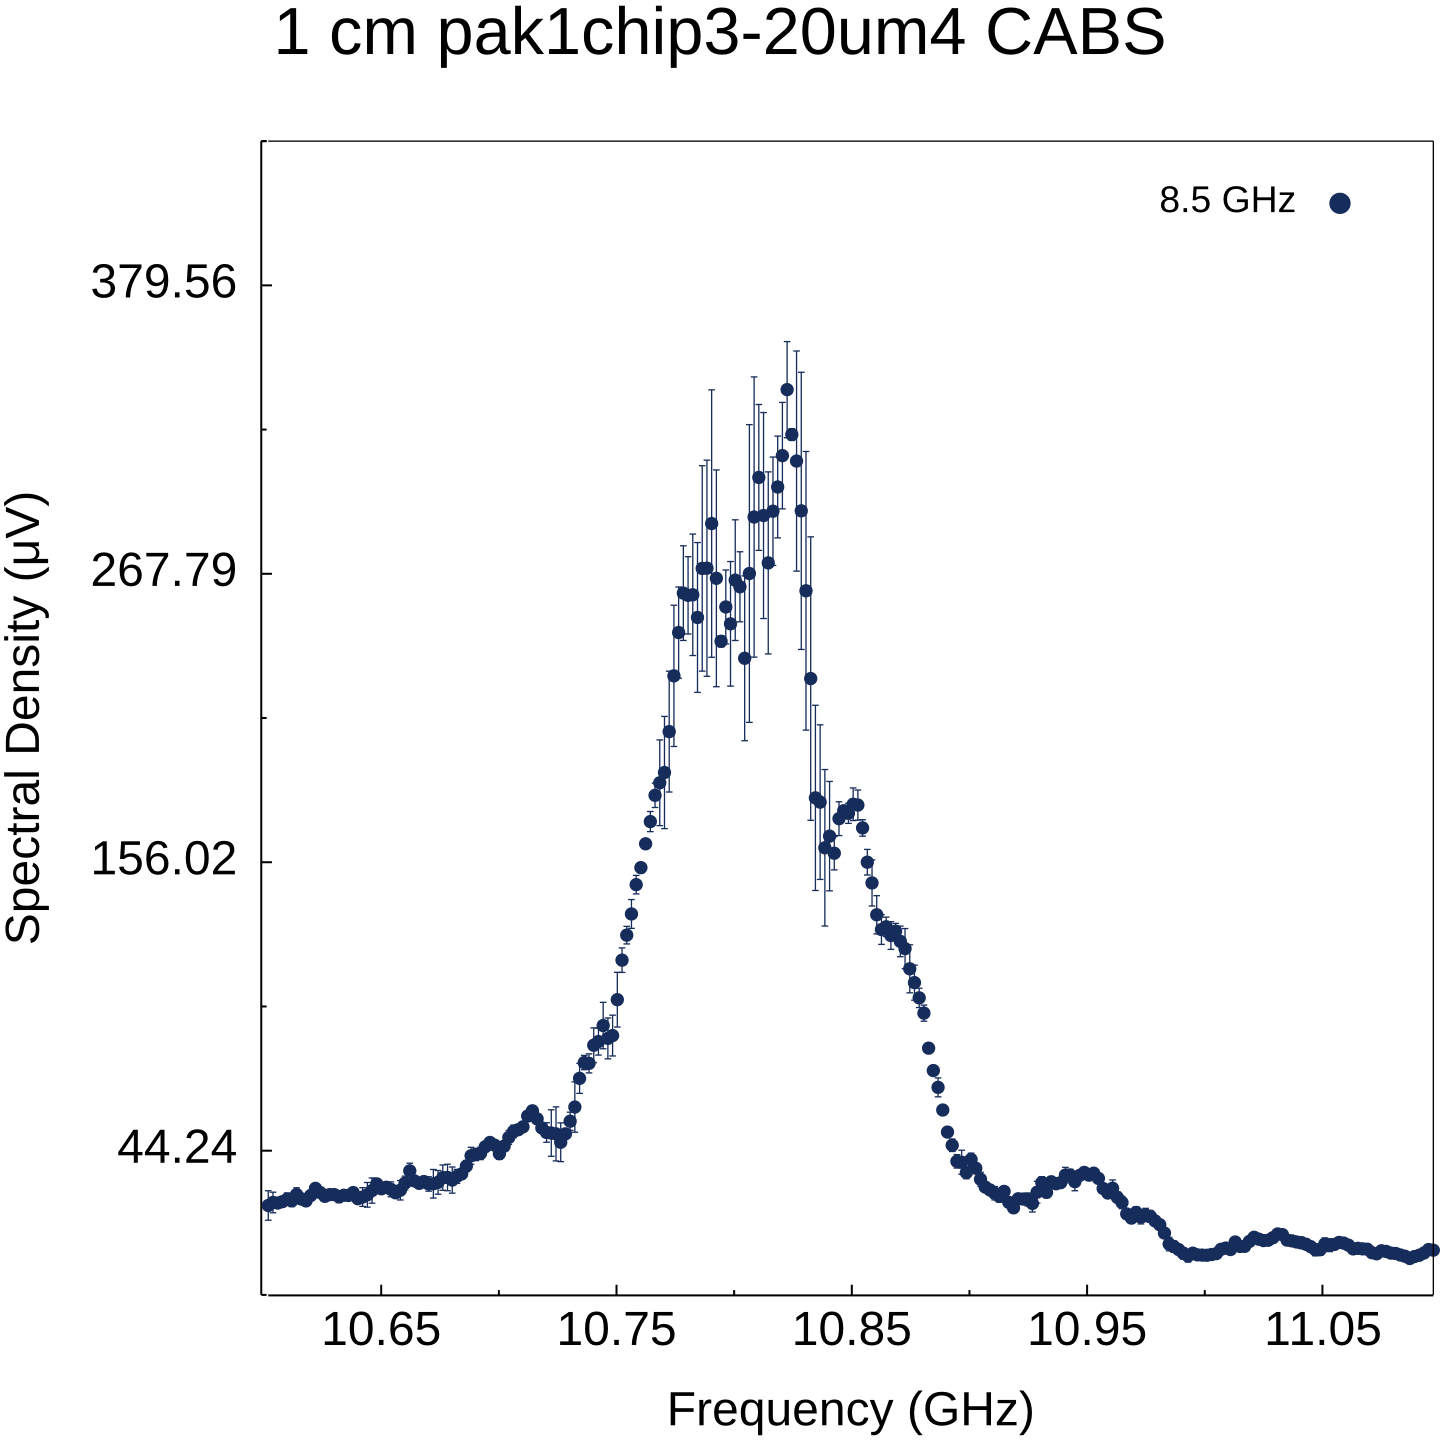 1 cm pak1chip3-20um4 CABS
8.5 GHz
379.56
267.79
156.02
44.24
Spectral Density (μV)
10.65 10.75 10.85 10.95 11.05
Frequency (GHz)